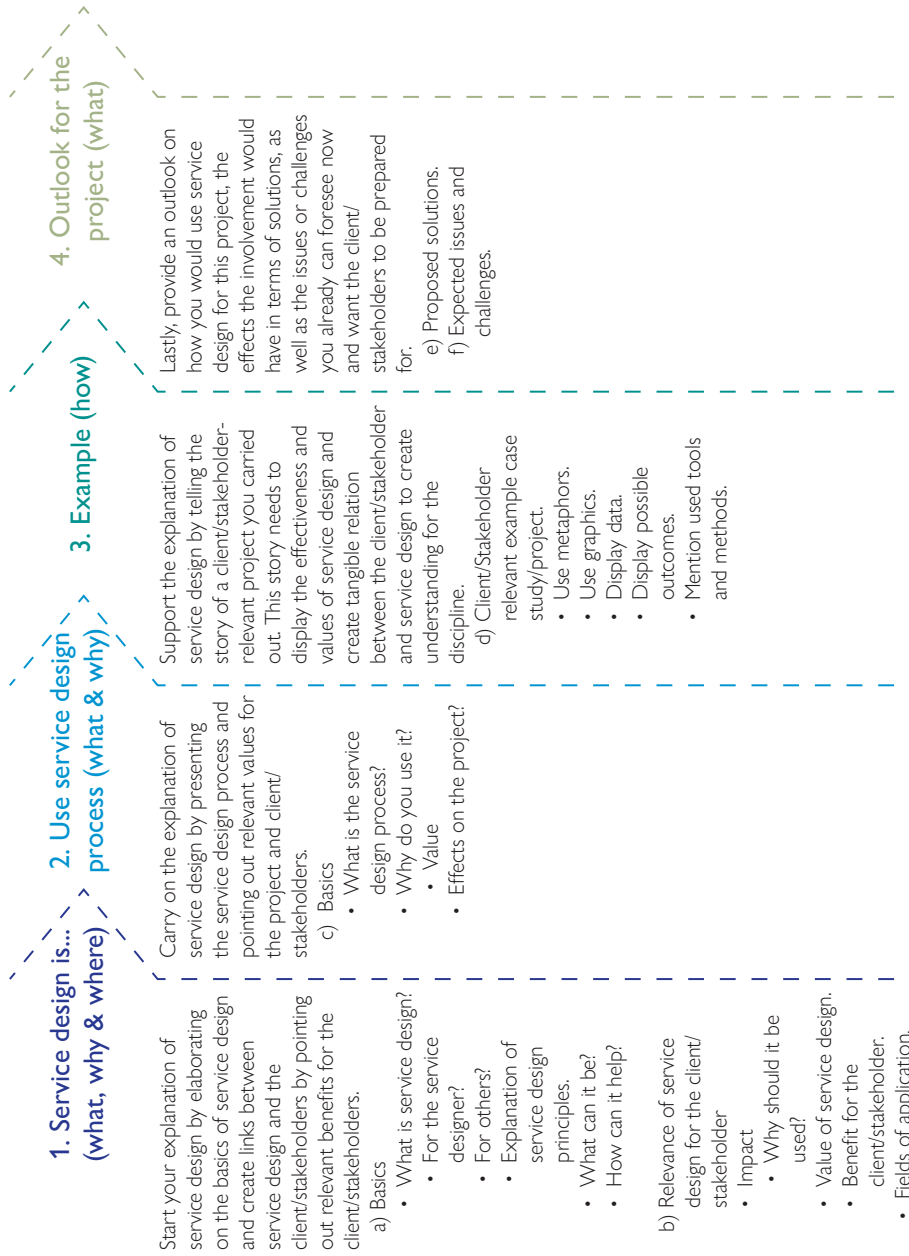 1. Service design is...
(what, why & where)
Start your explanation of
service design by elaborating
on the basics of service design
and create links between
service design and the
client/stakeholders by pointing
out relevant benefits for the
client/stakeholders.
a) Basics
• What is service design?
• For the service
designer?
• For others?
• Explanation of
service design
principles.
• What can it be?
• How can it help?
b) Relevance of service
design for the client/
stakeholder
• Impact
• Why should it be
used?
• Value of service design.
• Benefit for the
client/stakeholder.
• Fields of application.
2. Use service design
process (what & why)
Carry on the explanation of
service design by presenting
the service design process and
pointing out relevant values for
the project and client/
stakeholders.
c) Basics
• What is the service
design process?
• Why do you use it?
• Value
• Effects on the project?
3. Example (how)
Support the explanation of
service design by telling the
story of a client/stakeholder-
relevant project you carried
out. This story needs to
display the effectiveness and
values of service design and
create tangible relation
between the client/stakeholder
and service design to create
understanding for the
discipline.
d) Client/Stakeholder
relevant example case
study/project.
• Use metaphors.
• Use graphics.
• Display data.
• Display possible
outcomes.
• Mention used tools
and methods.
4. Outlook for the
project (what)
Lastly, provide an outlook on
how you would use service
design for this project, the
effects the involvement would
have in terms of solutions, as
well as the issues or challenges
you already can foresee now
and want the client/
stakeholders to be prepared
for.
e) Proposed solutions.
f) Expected issues and
challenges.